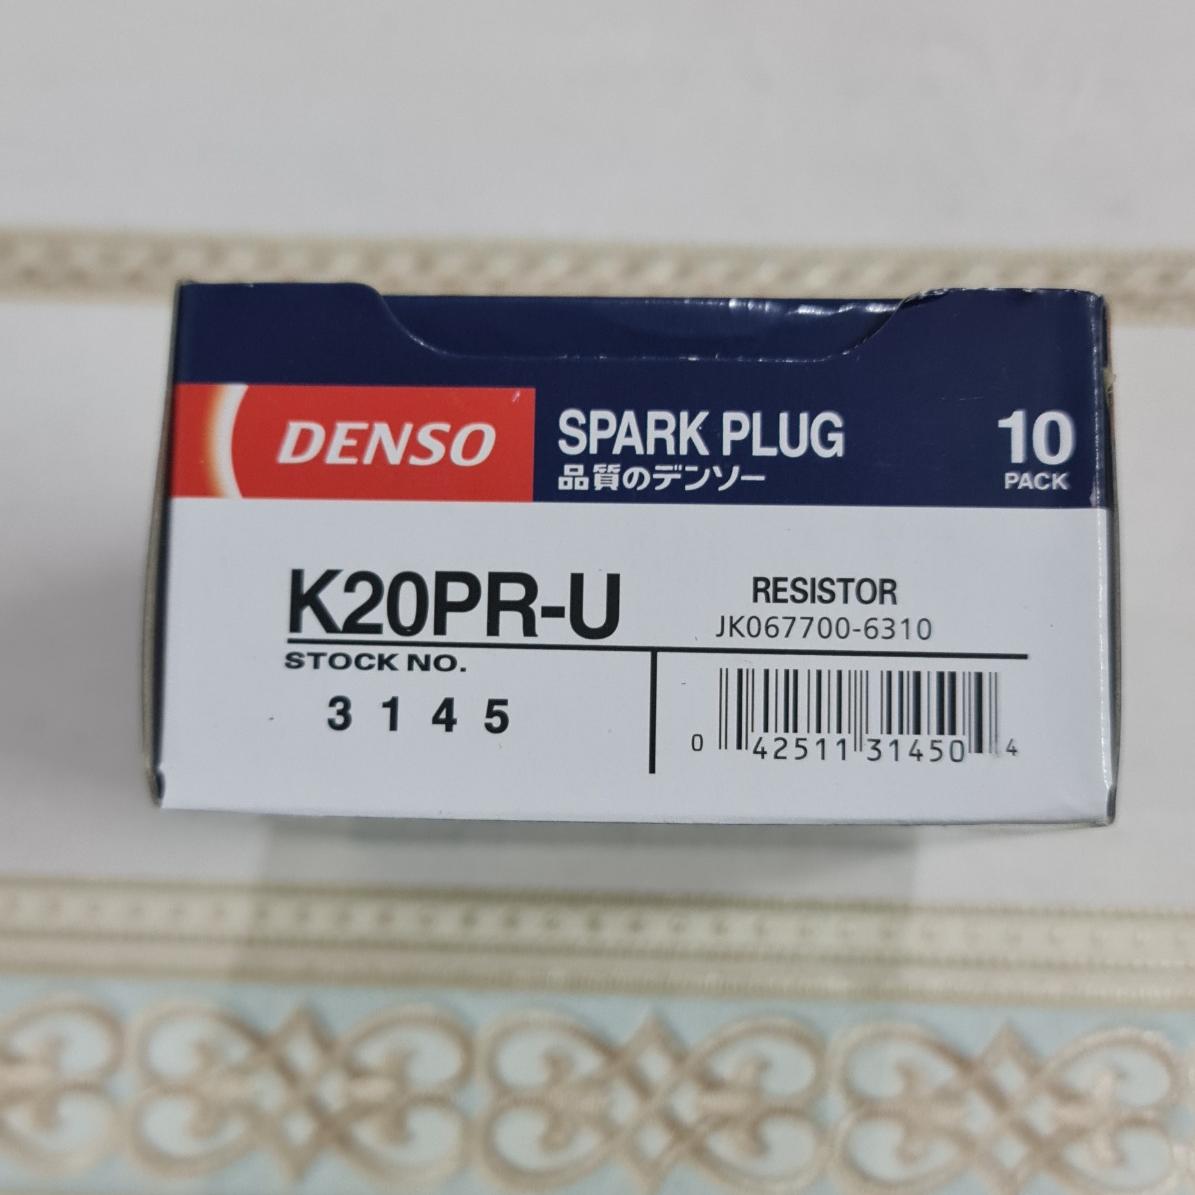 DENSO
SPARK PLUG
品質のデンソー
10
PACK
K20PR-U
RESISTOR
JK067700-6310
STOCK NO.
3 1 4 5
0 42511 31450 4